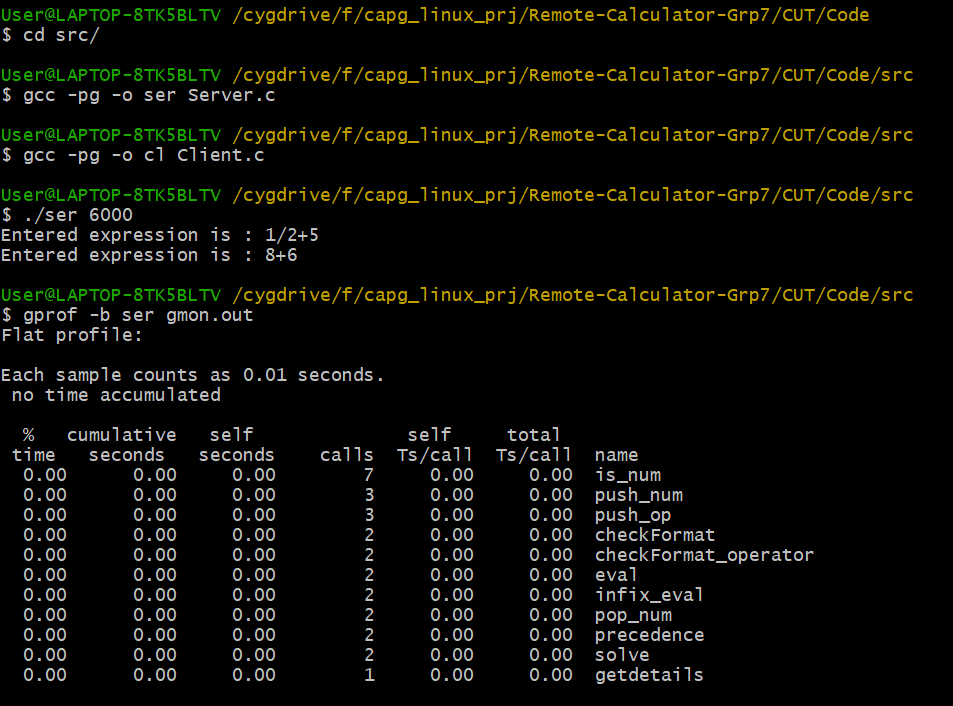 User@LAPTOP-8TK5BLTV /cygdrive/f/capg_linux_prj/Remote-Calculator-Grp7/CUT/Code
$ cd src/

User@LAPTOP-8TK5BLTV /cygdrive/f/capg_linux_prj/Remote-Calculator-Grp7/CUT/Code/src
$ gcc -pg -o ser Server.c

User@LAPTOP-8TK5BLTV /cygdrive/f/capg_linux_prj/Remote-Calculator-Grp7/CUT/Code/src
$ gcc -pg -o cl Client.c

User@LAPTOP-8TK5BLTV /cygdrive/f/capg_linux_prj/Remote-Calculator-Grp7/CUT/Code/src
$ ./ser 6000
Entered expression is : 1/2+5
Entered expression is : 8+6

User@LAPTOP-8TK5BLTV /cygdrive/f/capg_linux_prj/Remote-Calculator-Grp7/CUT/Code/src
$ gprof -b ser gmon.out
Flat profile:

Each sample counts as 0.01 seconds.
 no time accumulated

  %   cumulative   self              self     total
 time   seconds   seconds    calls  Ts/call  Ts/call  name
  0.00      0.00     0.00        7     0.00     0.00  is_num
  0.00      0.00     0.00        3     0.00     0.00  push_num
  0.00      0.00     0.00        3     0.00     0.00  push_op
  0.00      0.00     0.00        2     0.00     0.00  checkFormat
  0.00      0.00     0.00        2     0.00     0.00  checkFormat_operator
  0.00      0.00     0.00        2     0.00     0.00  eval
  0.00      0.00     0.00        2     0.00     0.00  infix_eval
  0.00      0.00     0.00        2     0.00     0.00  pop_num
  0.00      0.00     0.00        2     0.00     0.00  precedence
  0.00      0.00     0.00        2     0.00     0.00  solve
  0.00      0.00     0.00        1     0.00     0.00  getdetails